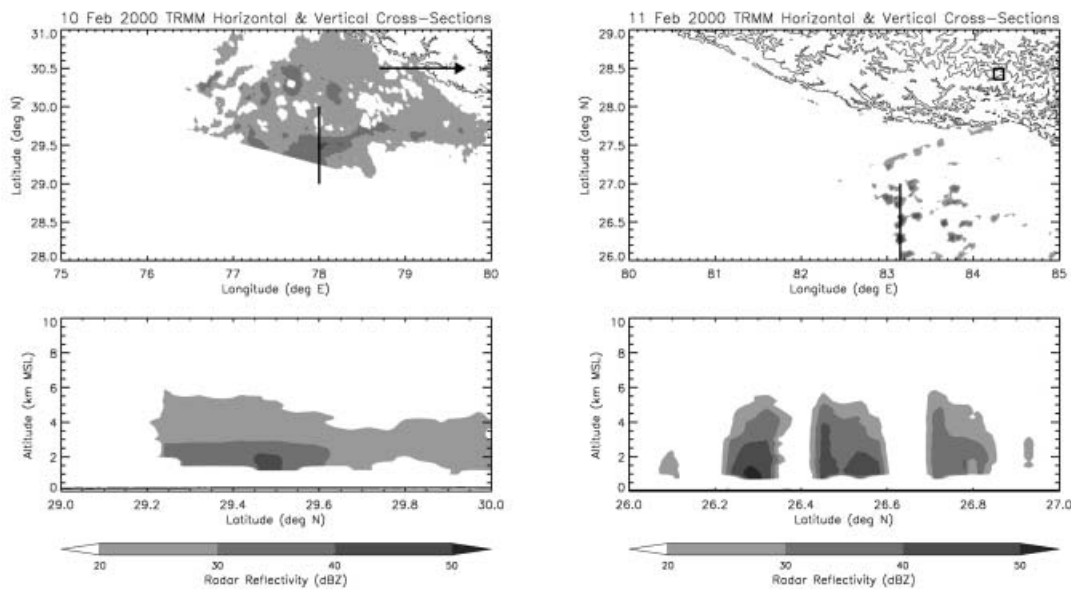 10 Feb 2000 TRMM Horizontal & Vertical Cross-Sections
31.0
30.5
30.0
29.5
29.0
28.5
28.0
Latitude (deg N)
75 76 77 78 79 80
Longitude (deg E)
10
8
6
4
2
0
Altitude (km MSL)
29.0 29.2 29.4 29.6 29.8 30.0
Latitude (deg N)
20 30 40 50
Radar Reflectivity (dBZ)
11 Feb 2000 TRMM Horizontal & Vertical Cross-Sections
29.0
28.5
28.0
27.5
27.0
26.5
26.0
Latitude (deg N)
80 81 82 83 84 85
Longitude (deg E)
10
8
6
4
2
0
Altitude (km MSL)
26.0 26.2 26.4 26.6 26.8 27.0
Latitude (deg N)
20 30 40 50
Radar Reflectivity (dBZ)